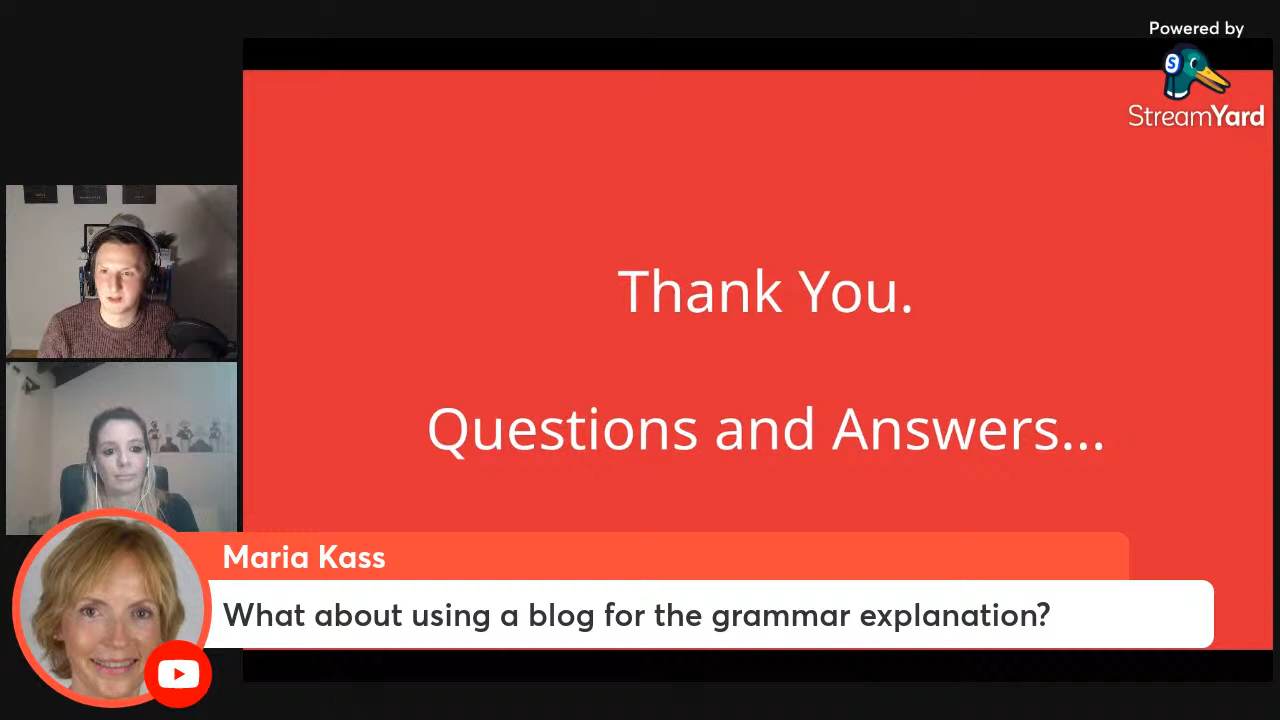 Powered by
S
StreamYard
Thank You.
Questions and Answers...
Maria Kass
What about using a blog for the grammar explanation?